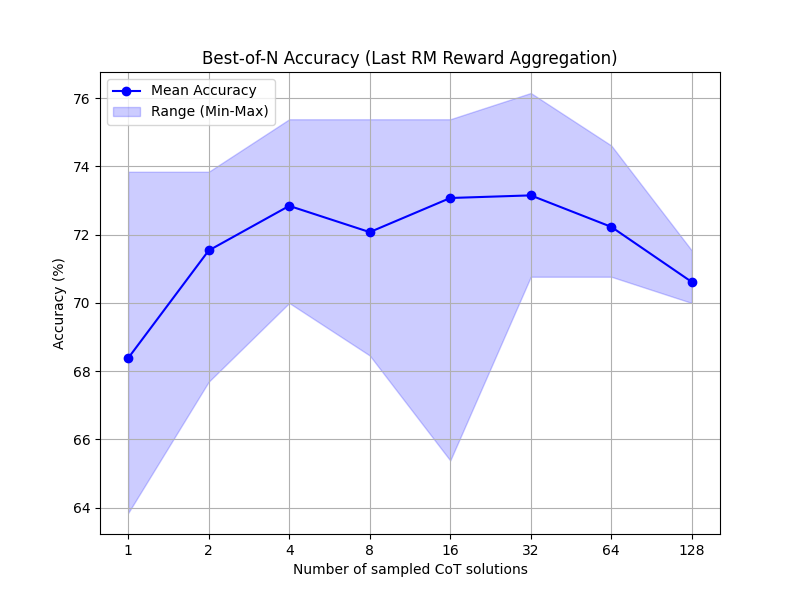 Best-of-N Accuracy (Last RM Reward Aggregation)
Mean Accuracy
Range (Min-Max)
Accuracy (%)
76
74
72
70
68
66
64
1 2 4 8 16 32 64 128
Number of sampled CoT solutions